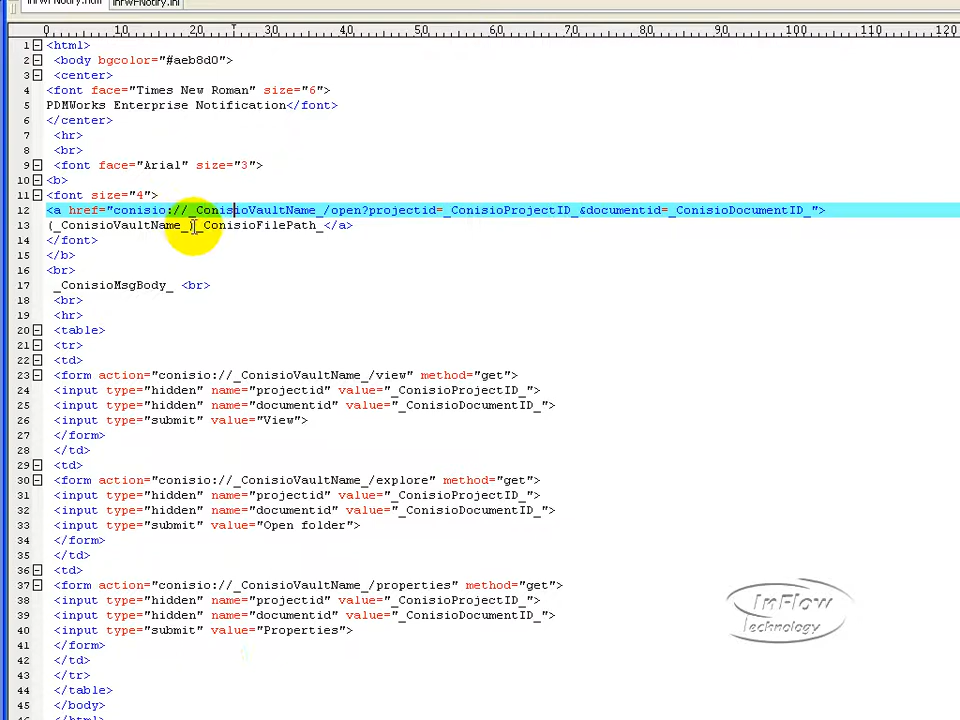 InFWFNotify.htm InFWFNotify.ini
0 10 20 30 40 50 60 70 80 90 100 110 120
1 <html>
2 <body bgcolor="#aeb8d0">
3 <center>
4 <font face="Times New Roman" size="6">
5 PDMWorks Enterprise Notification</font>
6 </center>
7 <hr>
8 <br>
9 <font face="Arial" size="3">
10 <b>
11 <font size="4">
12 <a href="conisio://_ConisioVaultName_/open?projectid=_ConisioProjectID_&documentid=_ConisioDocumentID_">
13 (_ConisioVaultName_)_ConisioFilePath_</a>
14 </font>
15 </b>
16 <br>
17 _ConisioMsgBody_ <br>
18 <br>
19 <hr>
20 <table>
21 <tr>
22 <td>
23 <form action="conisio://_ConisioVaultName_/view" method="get">
24 <input type="hidden" name="projectid" value="_ConisioProjectID_">
25 <input type="hidden" name="documentid" value="_ConisioDocumentID_">
26 <input type="submit" value="View">
27 </form>
28 </td>
29 <td>
30 <form action="conisio://_ConisioVaultName_/explore" method="get">
31 <input type="hidden" name="projectid" value="_ConisioProjectID_">
32 <input type="hidden" name="documentid" value="_ConisioDocumentID_">
33 <input type="submit" value="Open folder">
34 </form>
35 </td>
36 <td>
37 <form action="conisio://_ConisioVaultName_/properties" method="get">
38 <input type="hidden" name="projectid" value="_ConisioProjectID_">
39 <input type="hidden" name="documentid" value="_ConisioDocumentID_">
40 <input type="submit" value="Properties">
41 </form>
42 </td>
43 </tr>
44 </table>
45 </body>
46 </html>
InFlow
Technology